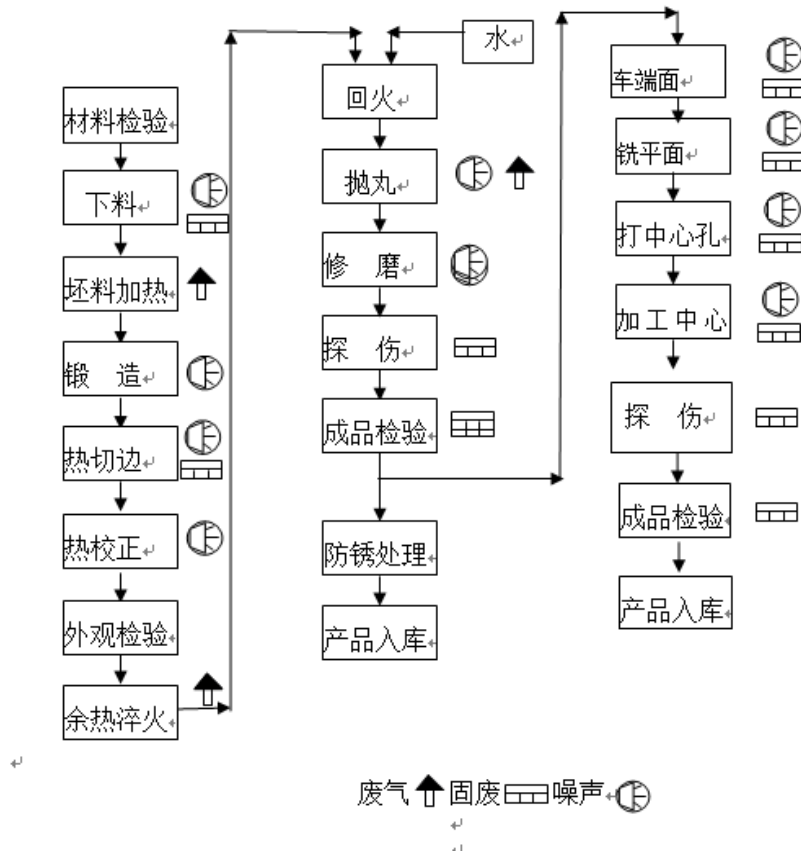 材料检验
下料
坯料加热
锻 造
热切边
热校正
外观检验
余热淬火
水
回火
抛丸
修 磨
探 伤
成品检验
防锈处理
产品入库
车端面
铣平面
打中心孔
加工中心
探 伤
成品检验
产品入库
废气 固废 噪声